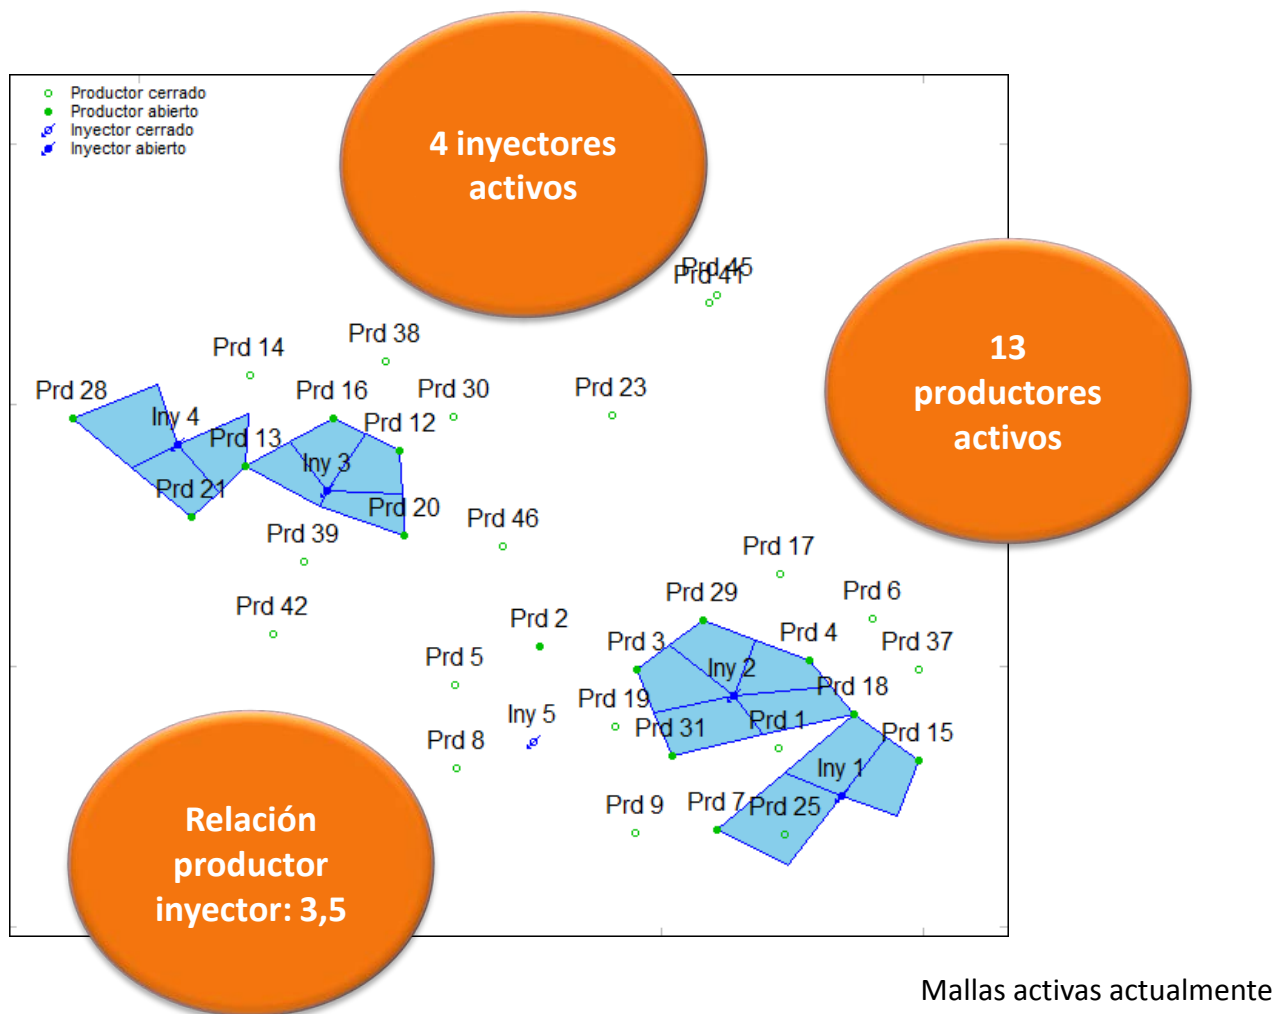 Productor cerrado
Productor abierto
Inyector cerrado
Inyector abierto
4 inyectores
activos
Prd 45
Prd 41
13
productores
activos
Prd 38
Prd 14
Prd 28
Prd 16
Prd 30
Prd 23
Iny 4
Prd 12
Prd 13
Iny 3
Prd 21
Prd 20
Prd 39
Prd 46
Prd 17
Prd 42
Prd 29
Prd 6
Prd 2
Prd 3
Prd 4
Prd 37
Prd 5
Iny 2
Prd 18
Prd 19
Iny 5
Prd 31
Prd 1
Prd 15
Prd 8
Iny 1
Prd 9
Prd 7
Prd 25
Relación
productor
inyector: 3,5
Mallas activas actualmente